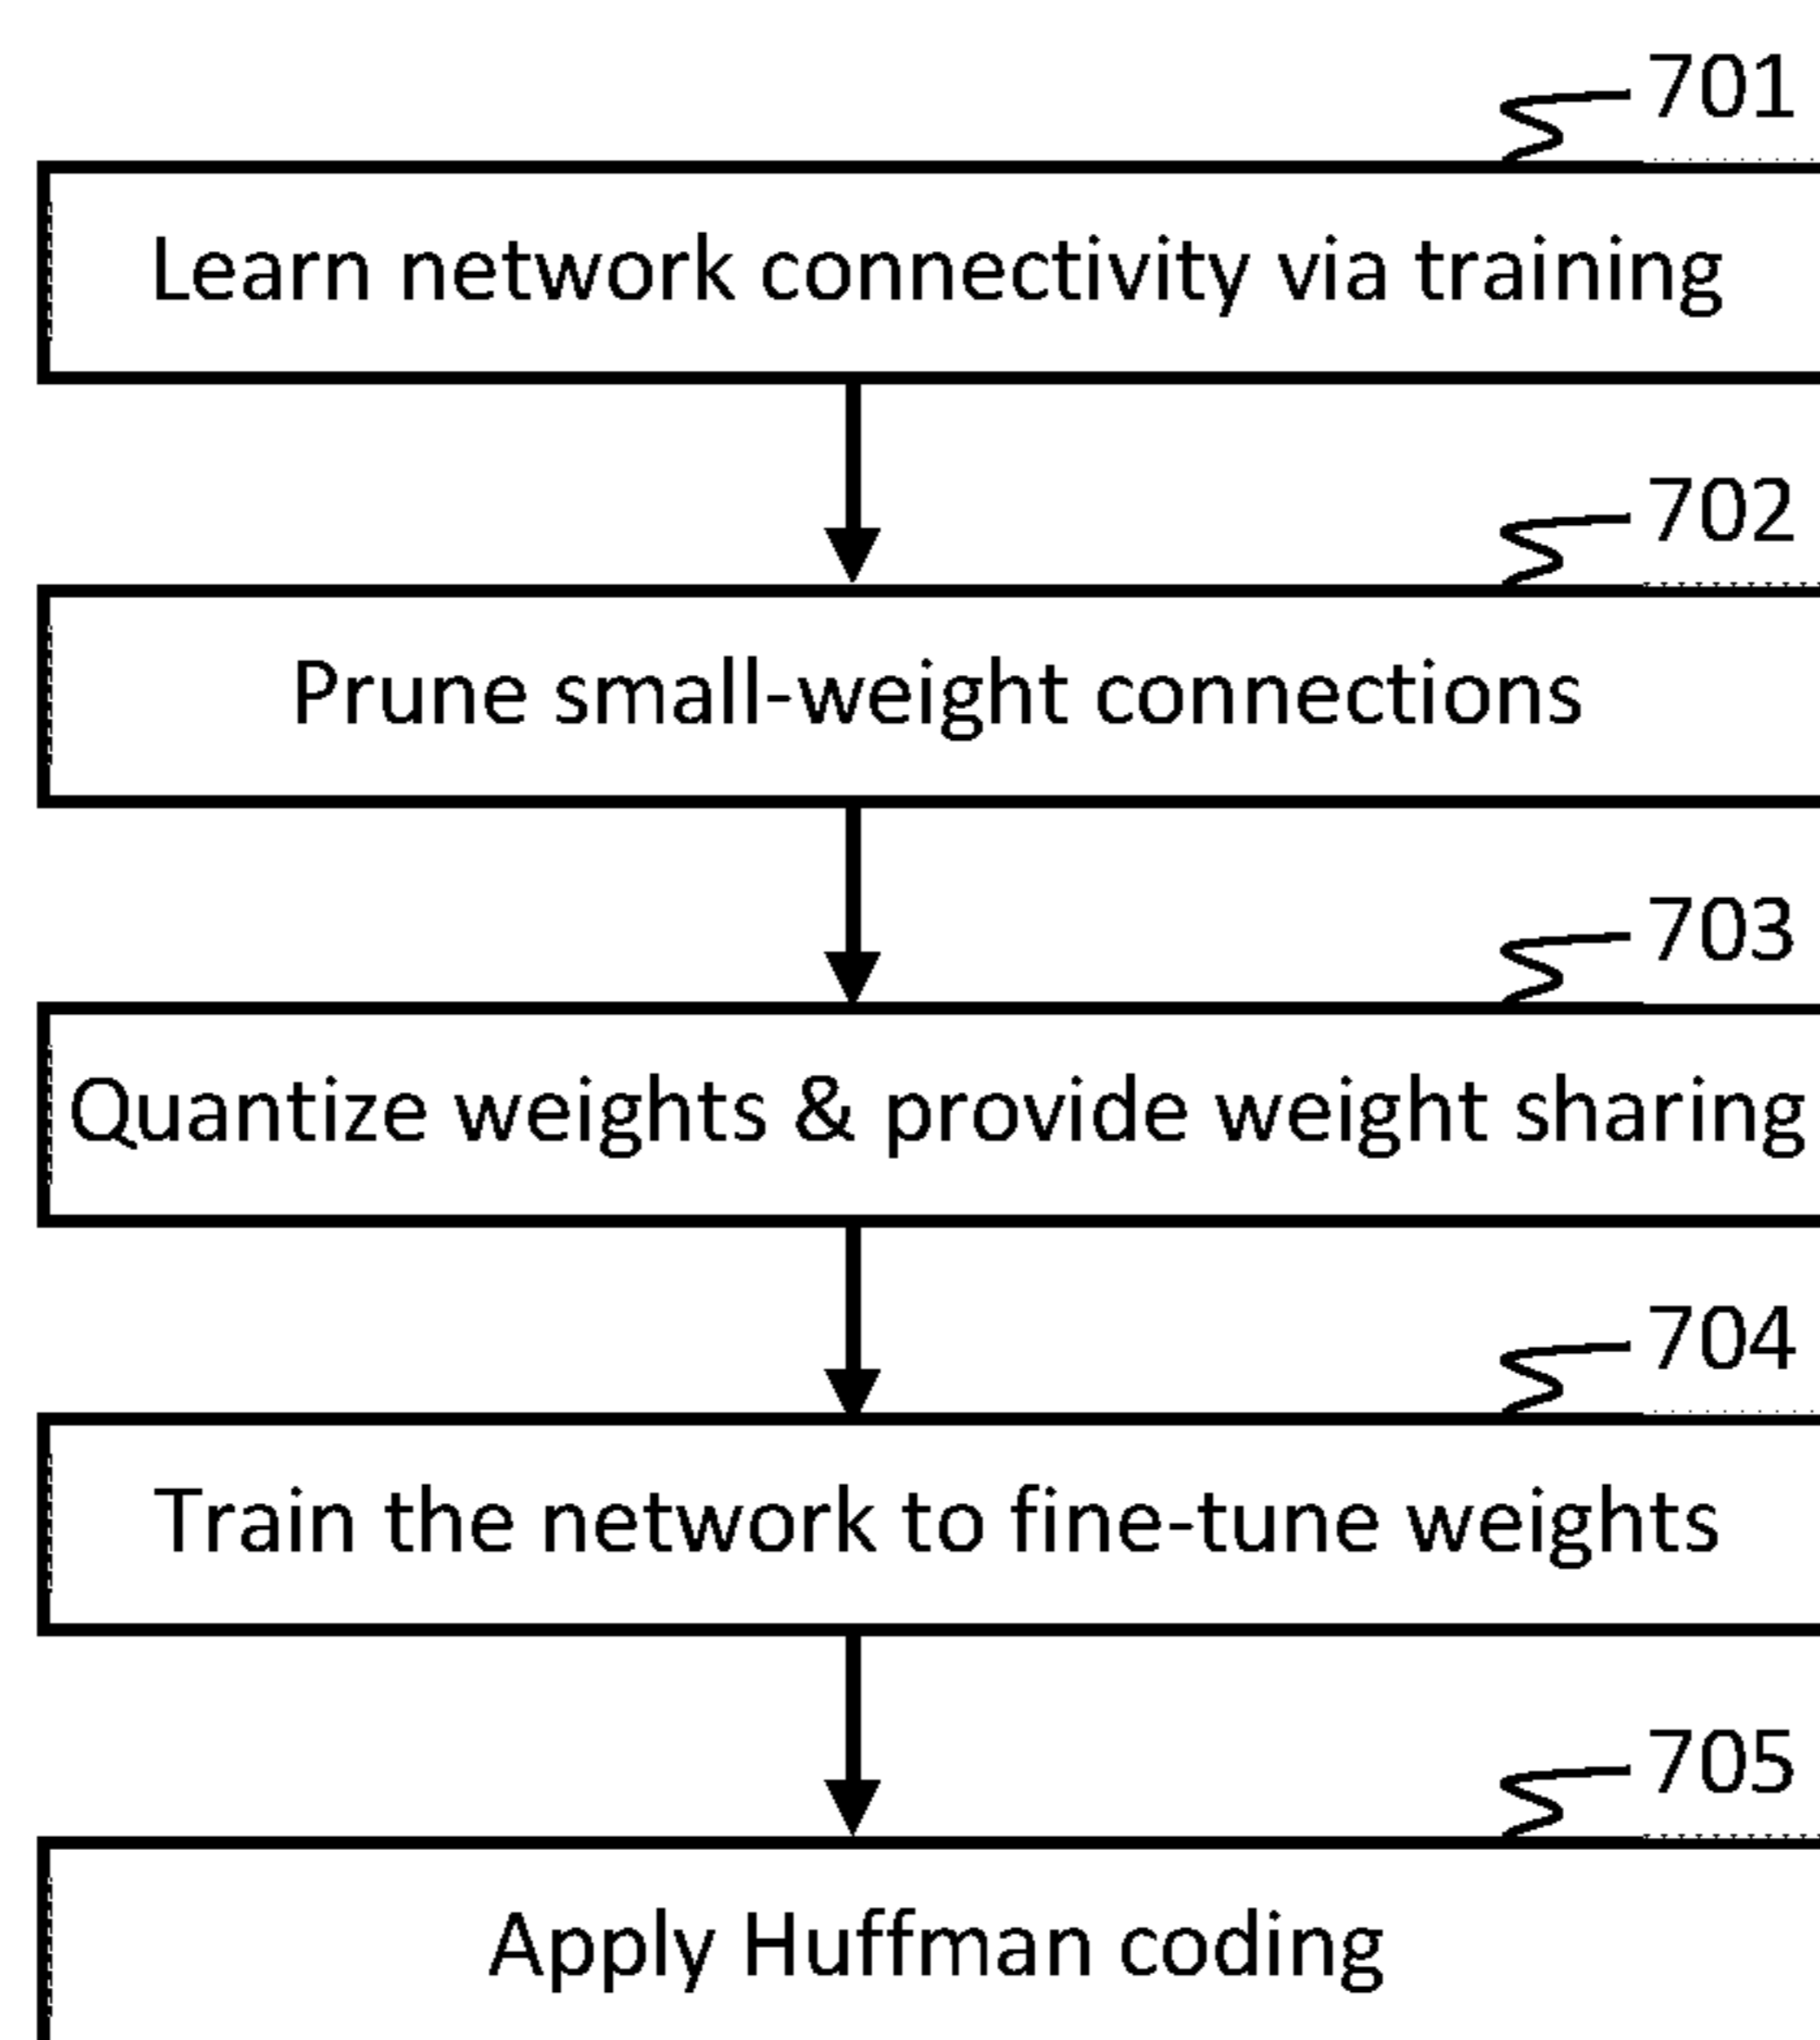 701
Learn network connectivity via training
702
Prune small-weight connections
703
Quantize weights & provide weight sharing
704
Train the network to fine-tune weights
705
Apply Huffman coding